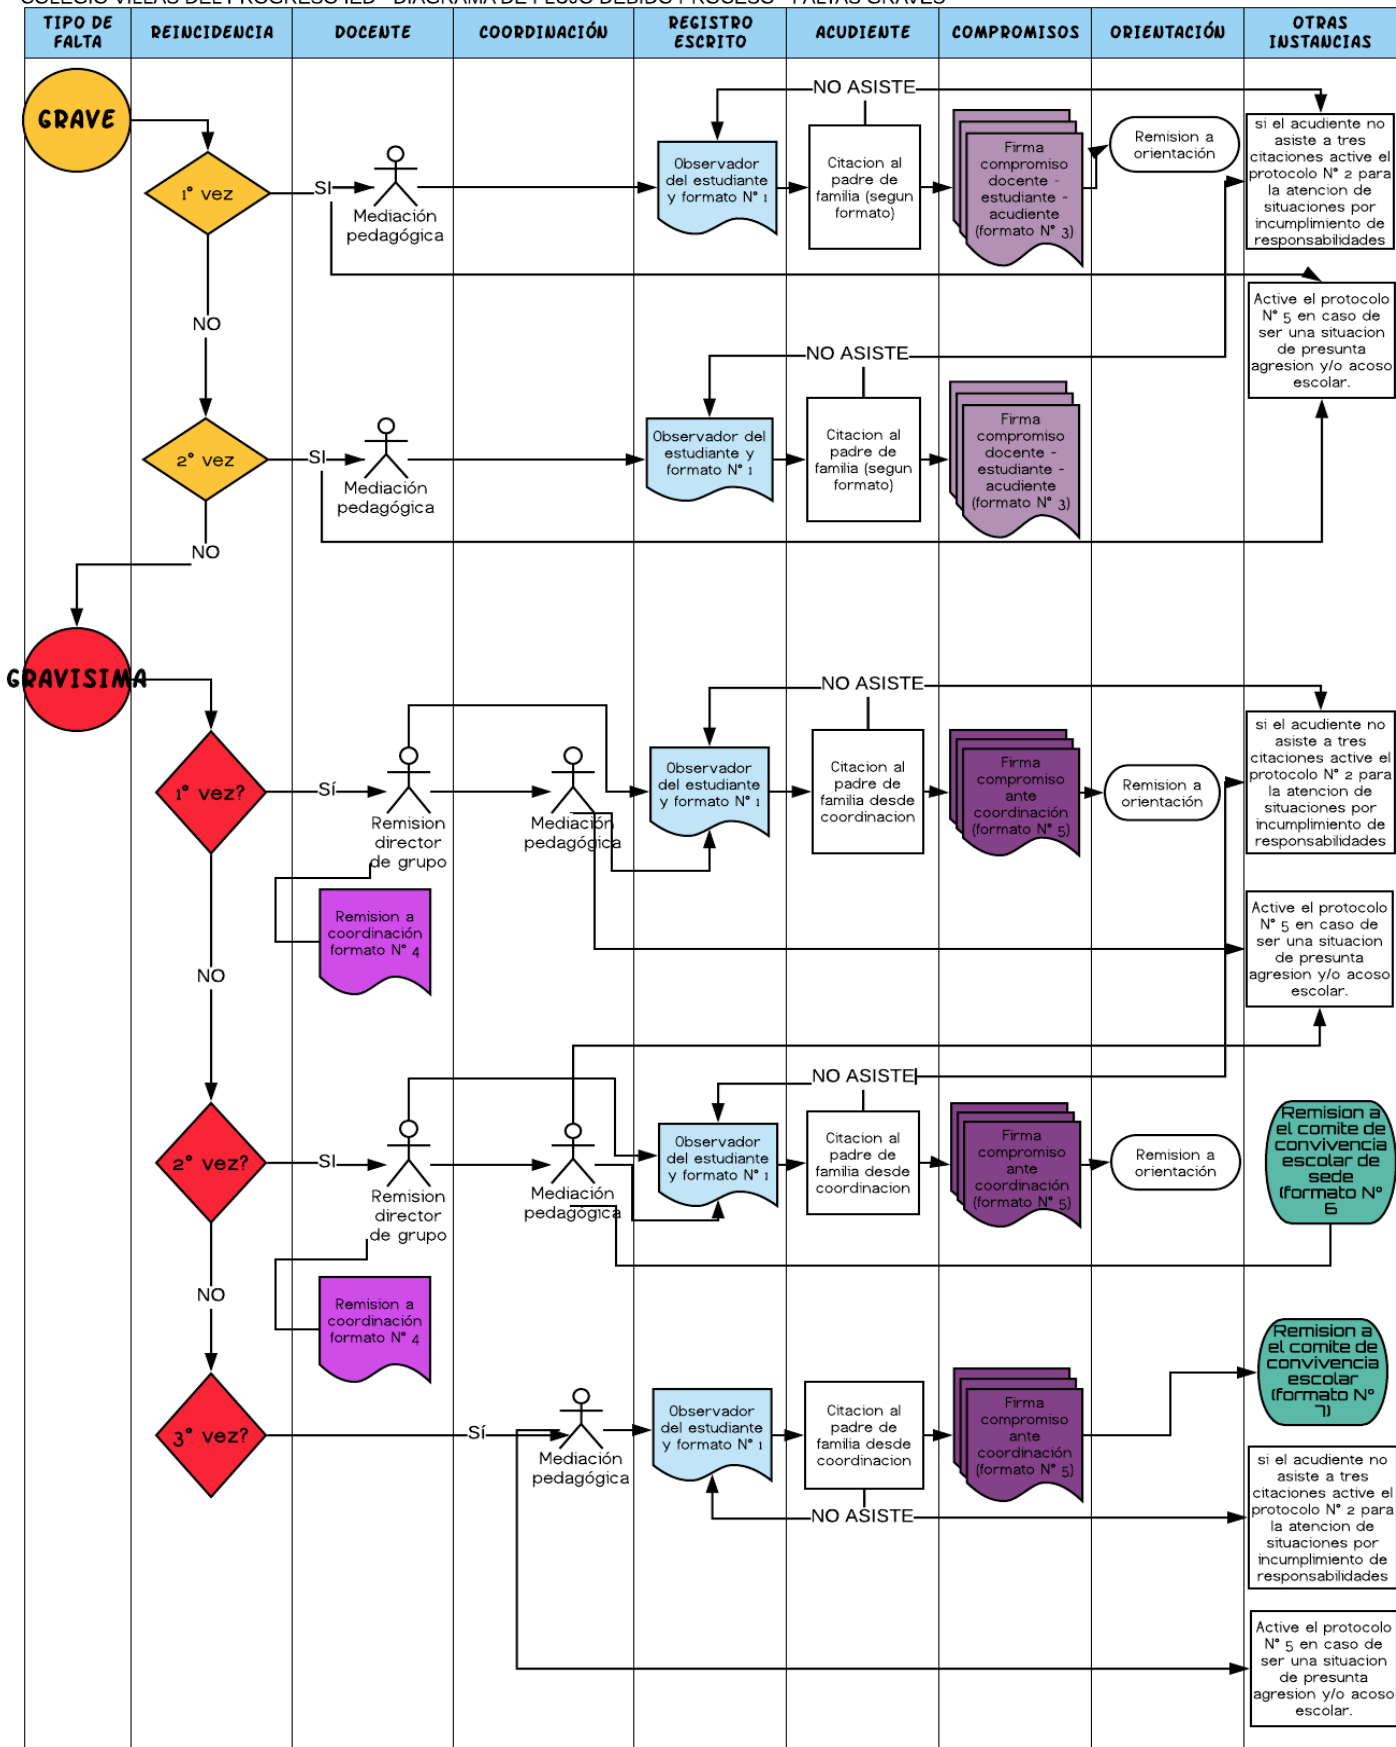 COLEGIO VILLAS DEL PROGRESO IED - DIAGRAMA DE FLUJO DEBIDO PROCESO - FALTAS GRAVES
TIPO DE
FALTA
REINCIDENCIA
DOCENTE
COORDINACIÓN
REGISTRO
ESCRITO
ACUDIENTE
COMPROMISOS
ORIENTACIÓN
OTRAS
INSTANCIAS
GRAVE
1° vez
SI
Mediación
pedagógica
Observador
del estudiante
y formato N° 1
NO ASISTE
Citacion al
padre de
familia (segun
formato)
Firma
compromiso
docente -
estudiante -
acudiente
(formato N° 3)
Remision a
orientación
si el acudiente no
asiste a tres
citaciones active el
protocolo N° 2 para
la atencion de
situaciones por
incumplimiento de
responsabilidades
Active el protocolo
N° 5 en caso de
ser una situacion
de presunta
agresion y/o acoso
escolar.
NO
2° vez
SI
Mediación
pedagógica
Observador del
estudiante y
formato N° 1
NO ASISTE
Citacion al
padre de
familia (segun
formato)
Firma
compromiso
docente -
estudiante -
acudiente
(formato N° 3)
NO
GRAVISIMA
1° vez?
Sí
Remision
director
de grupo
Remision a
coordinación
formato N° 4
Mediación
pedagógica
Observador
del estudiante
y formato N° 1
NO ASISTE
Citacion al
padre de
familia desde
coordinacion
Firma
compromiso
ante
coordinación
(formato N° 5)
Remision a
orientación
si el acudiente no
asiste a tres
citaciones active el
protocolo N° 2 para
la atencion de
situaciones por
incumplimiento de
responsabilidades
Active el protocolo
N° 5 en caso de
ser una situacion
de presunta
agresion y/o acoso
escolar.
NO
2° vez?
SI
Remision
director
de grupo
Remision a
coordinación
formato N° 4
Mediación
pedagógica
Observador
del estudiante
y formato N° 1
NO ASISTE
Citacion al
padre de
familia desde
coordinacion
Firma
compromiso
ante
coordinación
(formato N° 5)
Remision a
orientación
Remision a
el comite de
convivencia
escolar de
sede
(formato N°
6
NO
3° vez?
Sí
Mediación
pedagógica
Observador
del estudiante
y formato N° 1
Citacion al
padre de
familia desde
coordinacion
NO ASISTE
Firma
compromiso
ante
coordinación
(formato N° 5)
Remision a
el comite de
convivencia
escolar
(formato N°
7)
si el acudiente no
asiste a tres
citaciones active el
protocolo N° 2 para
la atencion de
situaciones por
incumplimiento de
responsabilidades
Active el protocolo
N° 5 en caso de
ser una situacion
de presunta
agresion y/o acoso
escolar.